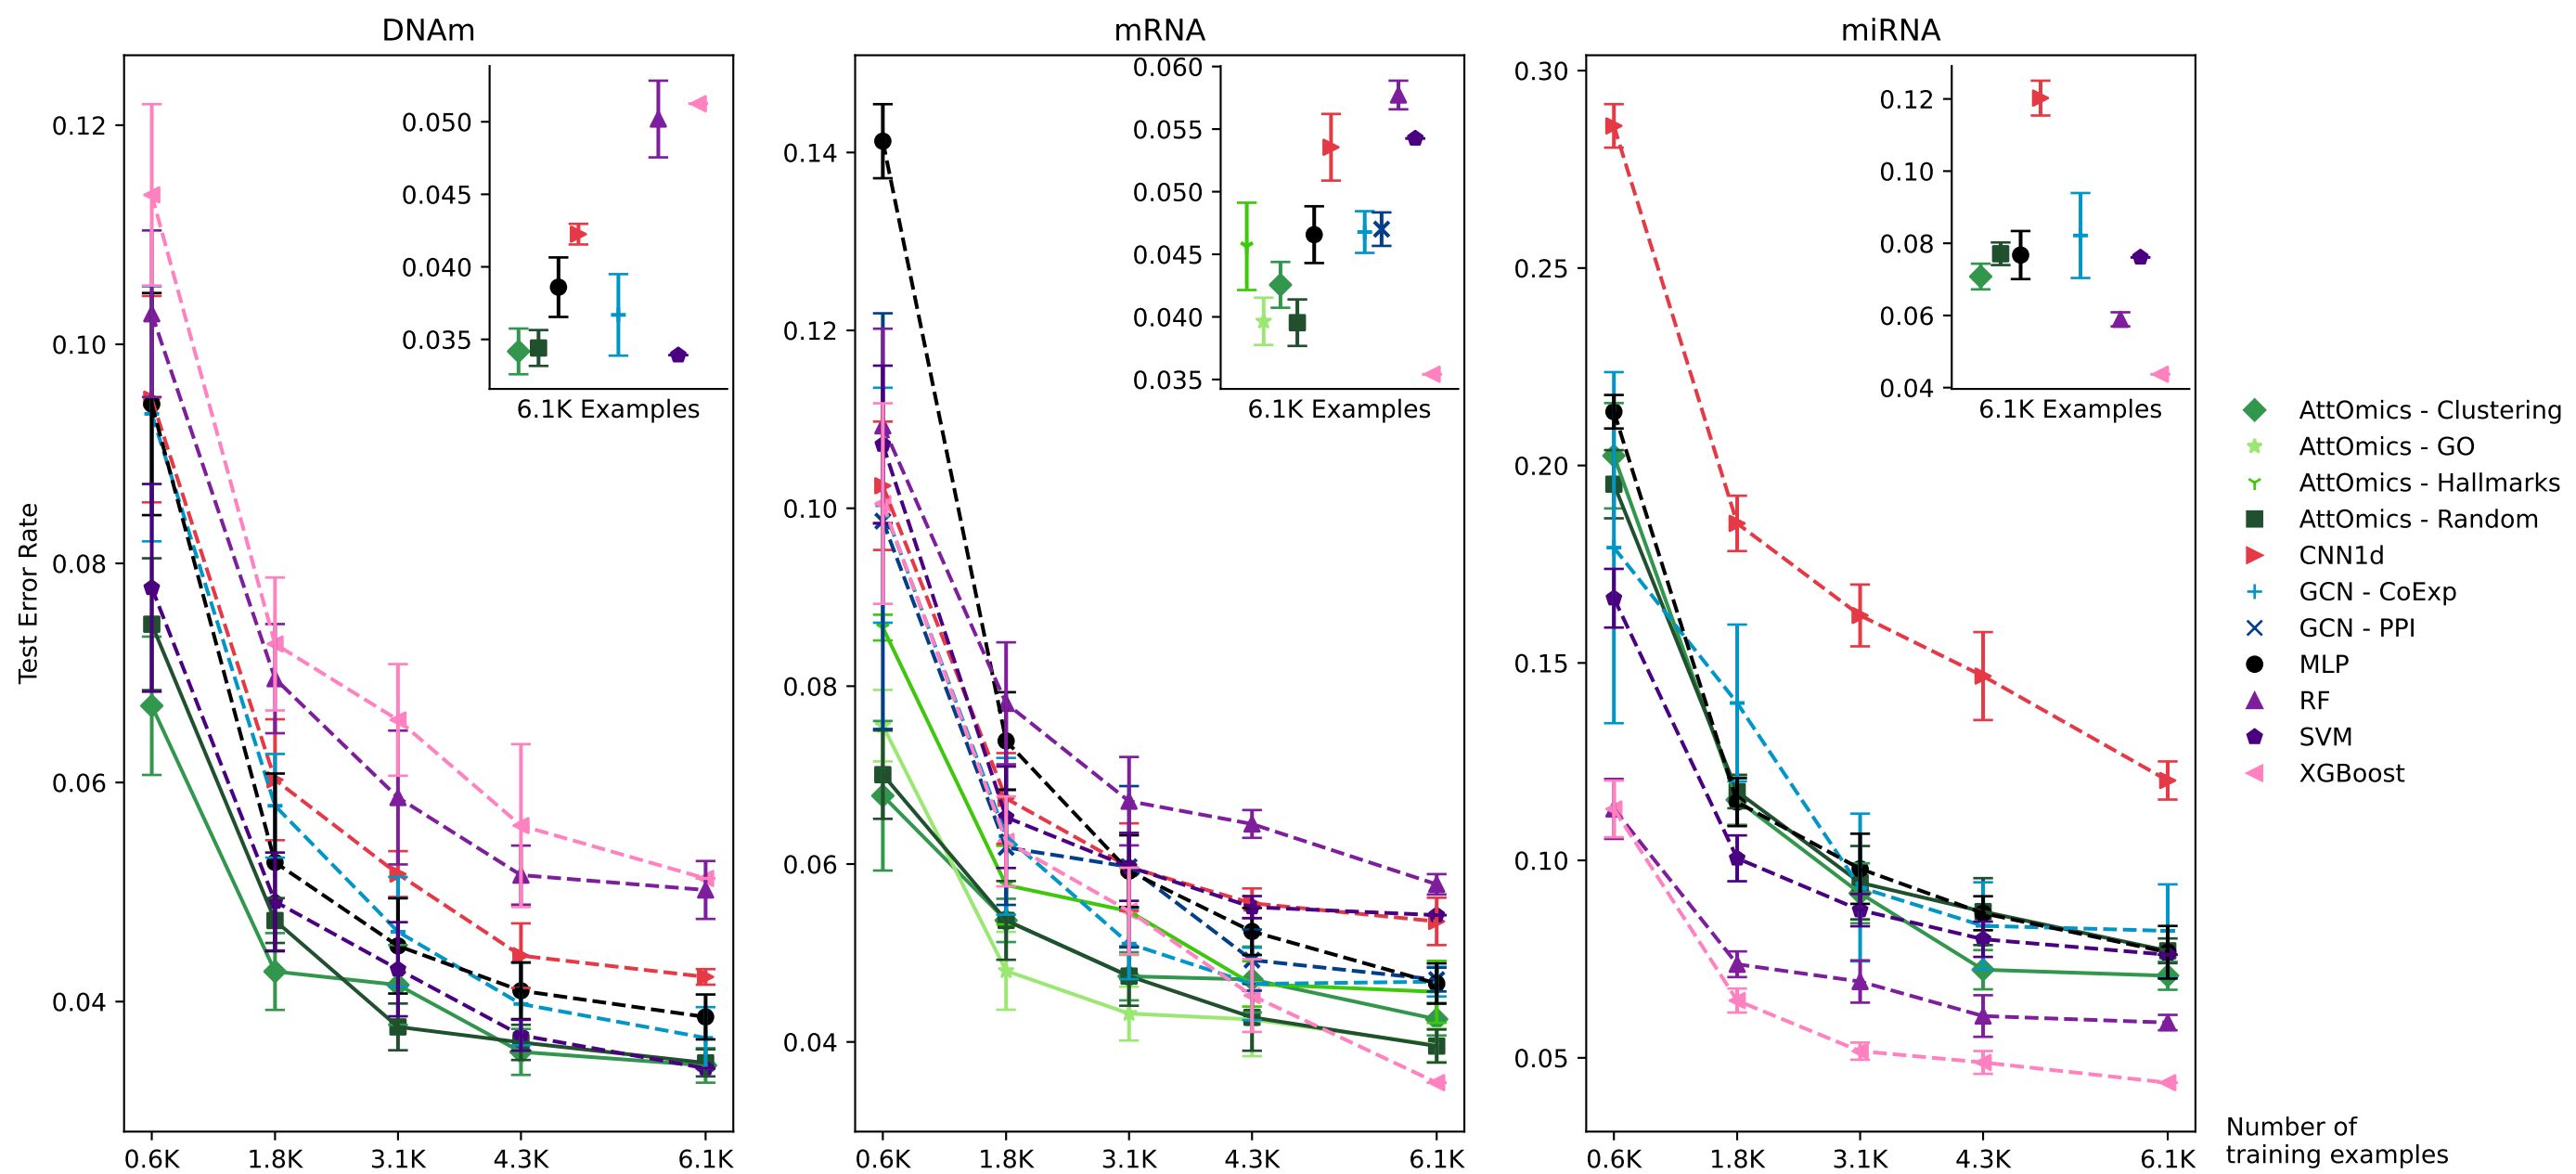 DNAm
mRNA
miRNA
Test Error Rate
0.12
0.10
0.08
0.06
0.04
0.050
0.045
0.040
0.035
6.1K Examples
0.6K 1.8K 3.1K 4.3K 6.1K
0.14
0.12
0.10
0.08
0.06
0.04
0.060
0.055
0.050
0.045
0.040
0.035
6.1K Examples
0.6K 1.8K 3.1K 4.3K 6.1K
0.30
0.25
0.20
0.15
0.10
0.05
0.12
0.10
0.08
0.06
0.04
6.1K Examples
0.6K 1.8K 3.1K 4.3K 6.1K
AttOmics - Clustering
AttOmics - GO
AttOmics - Hallmarks
AttOmics - Random
CNN1d
GCN - CoExp
GCN - PPI
MLP
RF
SVM
XGBoost
Number of
training examples